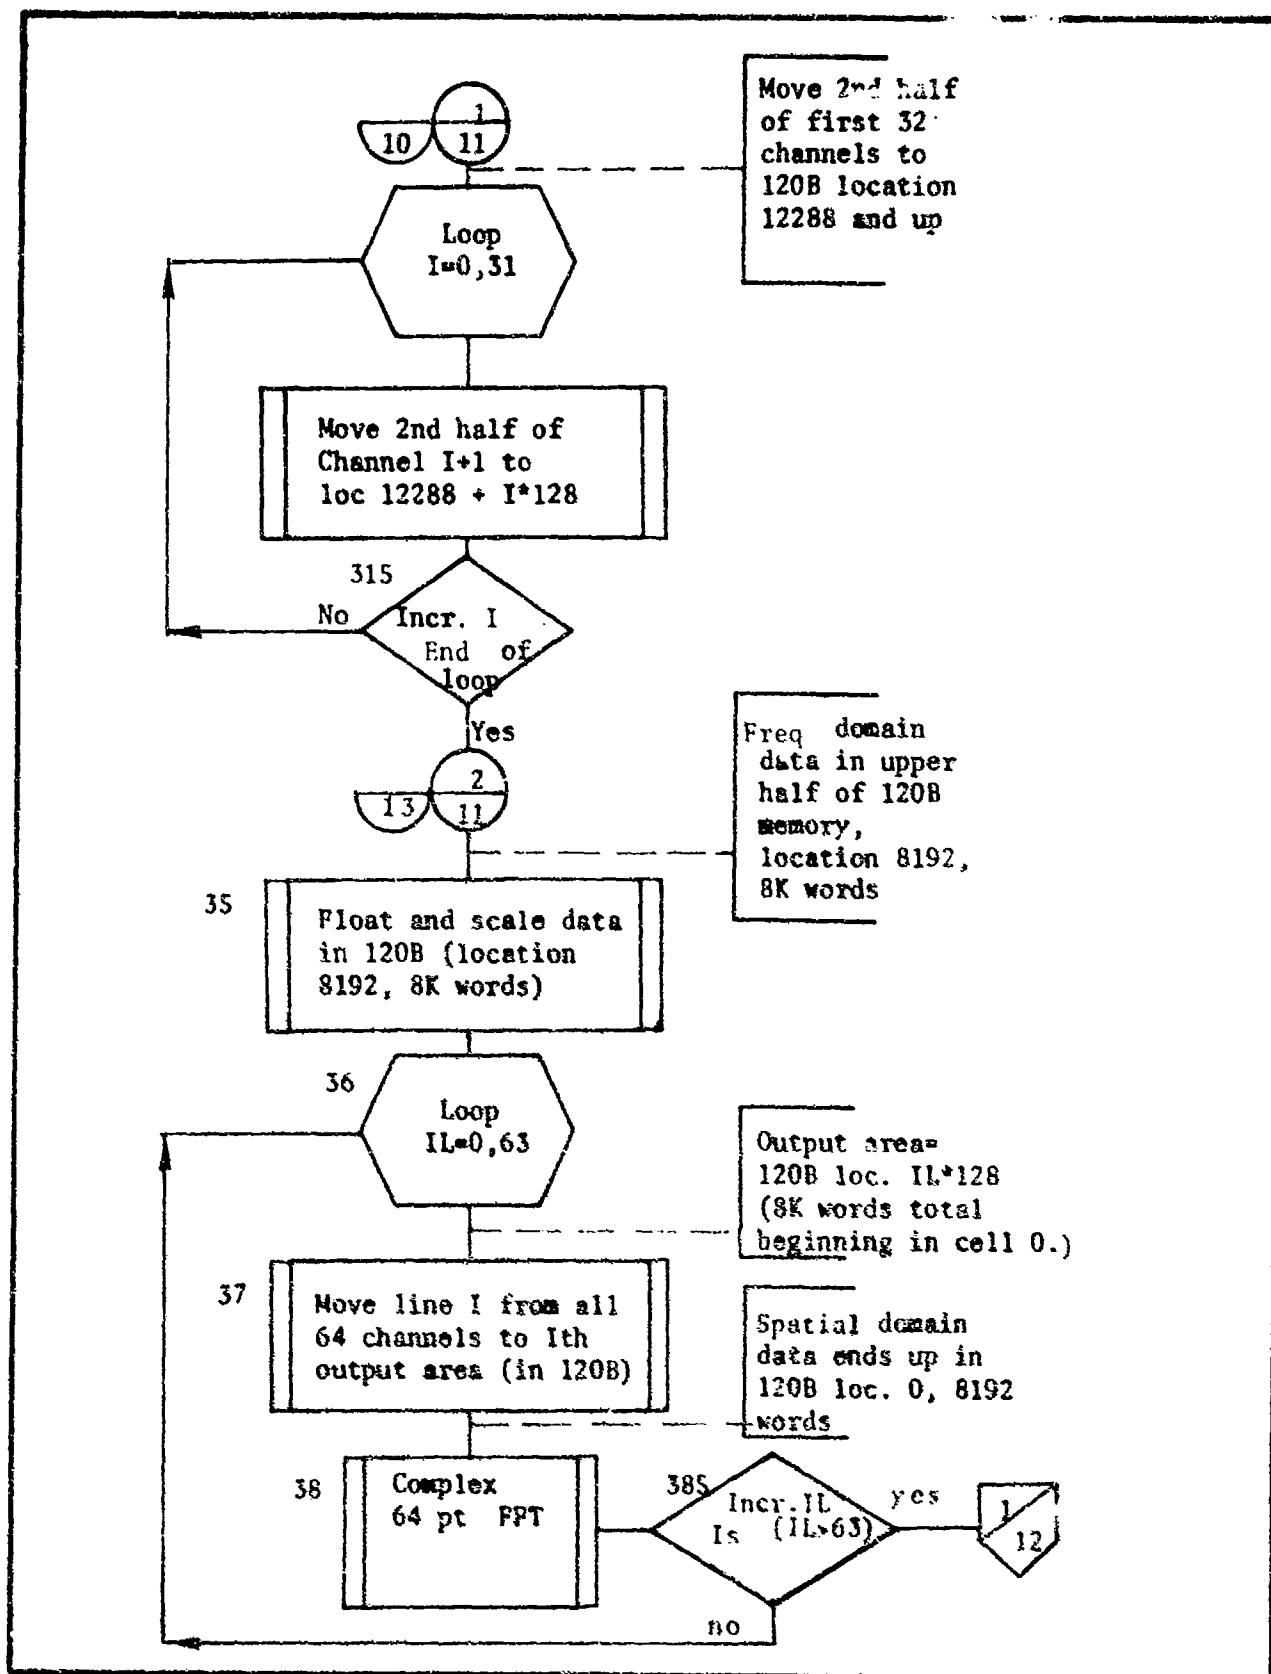 1
10 11
Move 2nd half
of first 32
channels to
120B location
12288 and up
Loop
I=0,31
Move 2nd half of
Channel I+1 to
loc 12288 + I*128
315
No
Incr. I
End of
loop
Yes
2
13 11
Freq domain
data in upper
half of 120B
memory,
location 8192,
8K words
35
Float and scale data
in 120B (location
8192, 8K words)
36
Loop
IL=0,63
Output area=
120B loc. IL*128
(8K words total
beginning in cell 0.)
37
Move line I from all
64 channels to Ith
output area (in 120B)
Spatial domain
data ends up in
120B loc. 0, 8192
words
38
Complex
64 pt FFT
385
Incr.IL
Is (IL>63)
yes
1
12
no